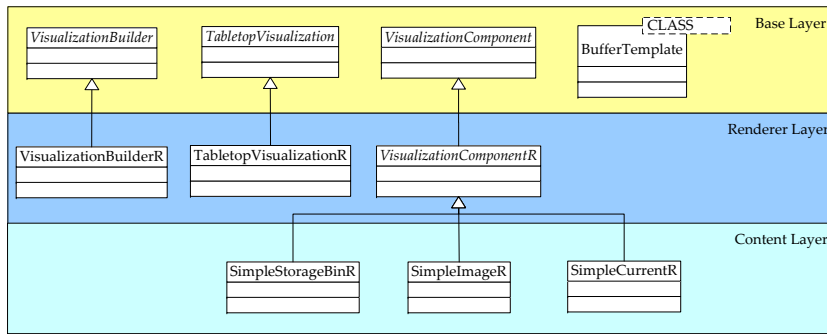 CLASS
Base Layer
VisualizationBuilder
TabletopVisualization
VisualizationComponent
BufferTemplate
Renderer Layer
VisualizationBuilderR
TabletopVisualizationR
VisualizationComponentR
Content Layer
SimpleStorageBinR
SimpleImageR
SimpleCurrentR